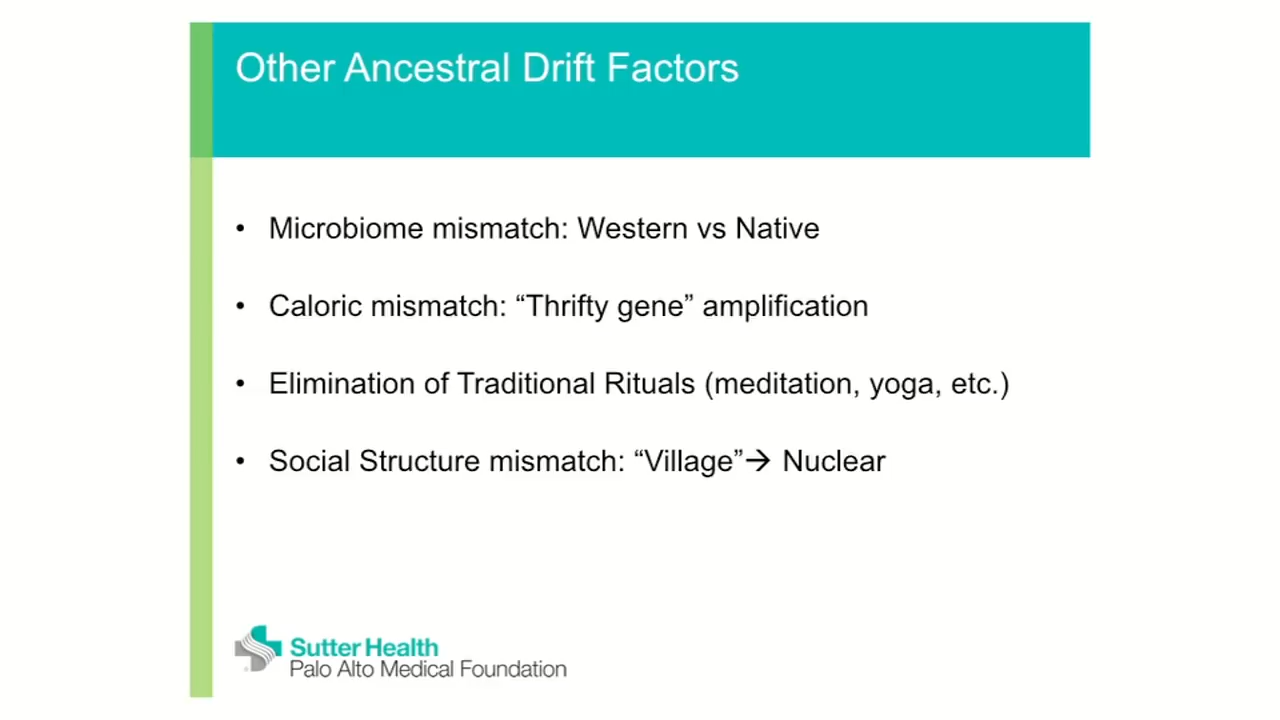 Other Ancestral Drift Factors
• Microbiome mismatch: Western vs Native
• Caloric mismatch: “Thrifty gene” amplification
• Elimination of Traditional Rituals (meditation, yoga, etc.)
• Social Structure mismatch: “Village”→ Nuclear
Sutter Health
Palo Alto Medical Foundation